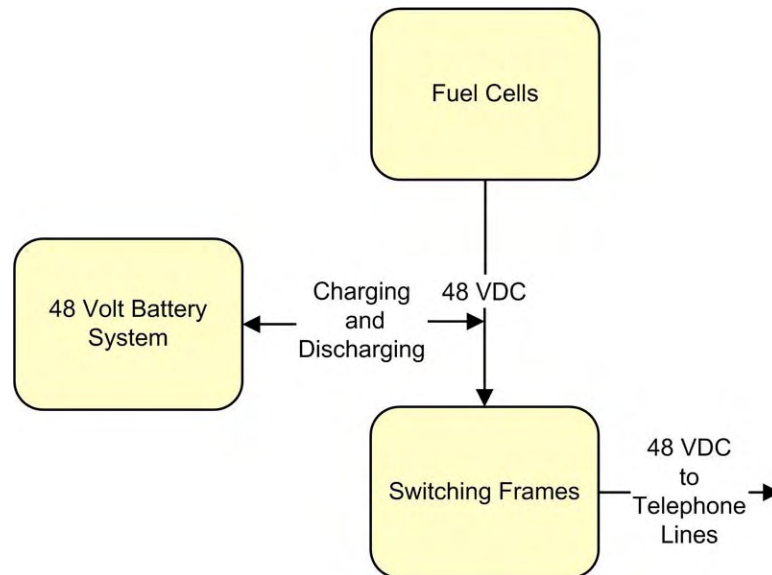 Fuel Cells
48 Volt Battery
System
Charging
and
Discharging
48 VDC
Switching Frames
48 VDC
to
Telephone
Lines